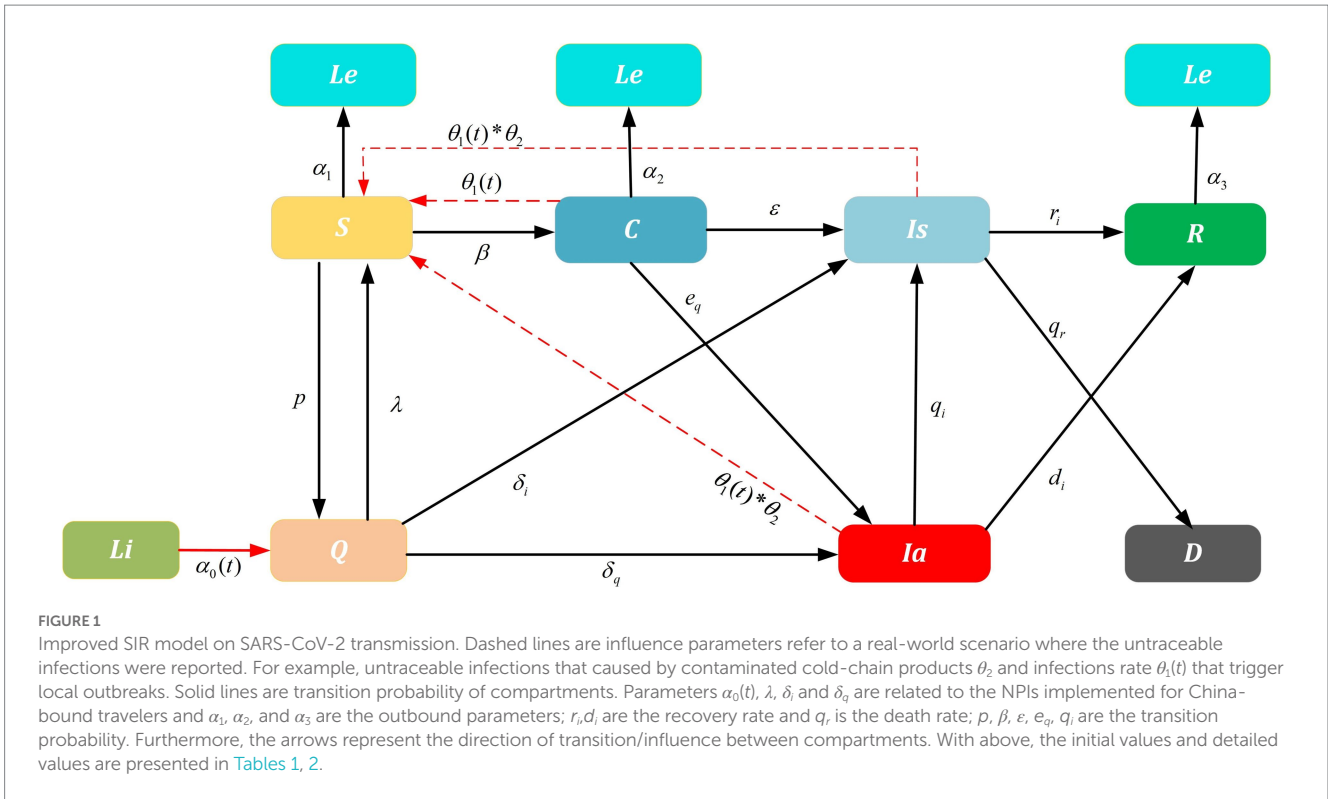 Le Le Le
θ₁(t)*θ₂
α₁ θ₁(t) α₂ α₃
S β C ε Is rᵢ R
e_q q_r
p λ qᵢ
δᵢ θ₁(t)*θ₂ dᵢ
Li α₀(t) Q δ_q Ia D
FIGURE 1
Improved SIR model on SARS-CoV-2 transmission. Dashed lines are influence parameters refer to a real-world scenario where the untraceable
infections were reported. For example, untraceable infections that caused by contaminated cold-chain products θ₂ and infections rate θ₁(t) that trigger
local outbreaks. Solid lines are transition probability of compartments. Parameters α₀(t), λ, δᵢ and δ_q are related to the NPIs implemented for China-
bound travelers and α₁, α₂, and α₃ are the outbound parameters; rᵢ,dᵢ are the recovery rate and q_r is the death rate; p, β, ε, e_q, qᵢ are the transition
probability. Furthermore, the arrows represent the direction of transition/influence between compartments. With above, the initial values and detailed
values are presented in Tables 1, 2.